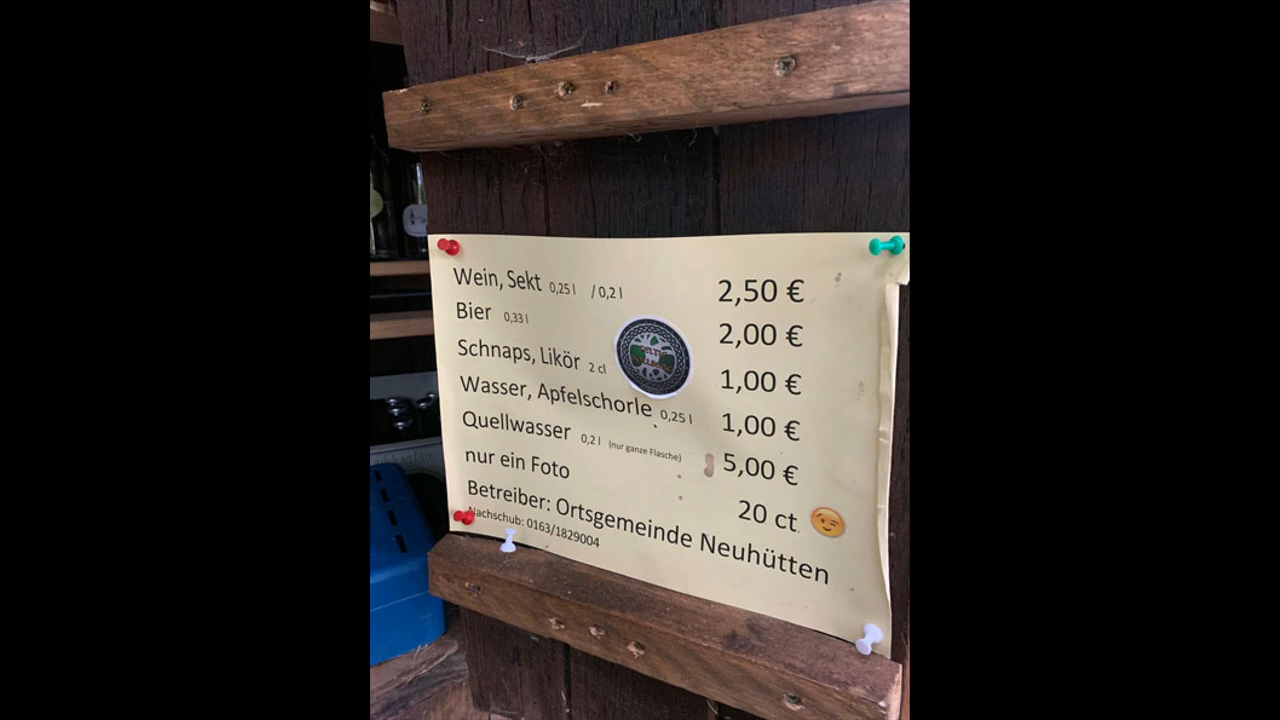 Wein, Sekt 0,25 l / 0,2 l 2,50 €
Bier 0,33 l 2,00 €
Schnaps, Likör 2 cl 1,00 €
Wasser, Apfelschorle 0,25 l 1,00 €
Quellwasser 0,2 l (nur ganze Flasche) 5,00 €
nur ein Foto 20 ct.
Betreiber: Ortsgemeinde Neuhütten
Nachschub: 0163/1829004